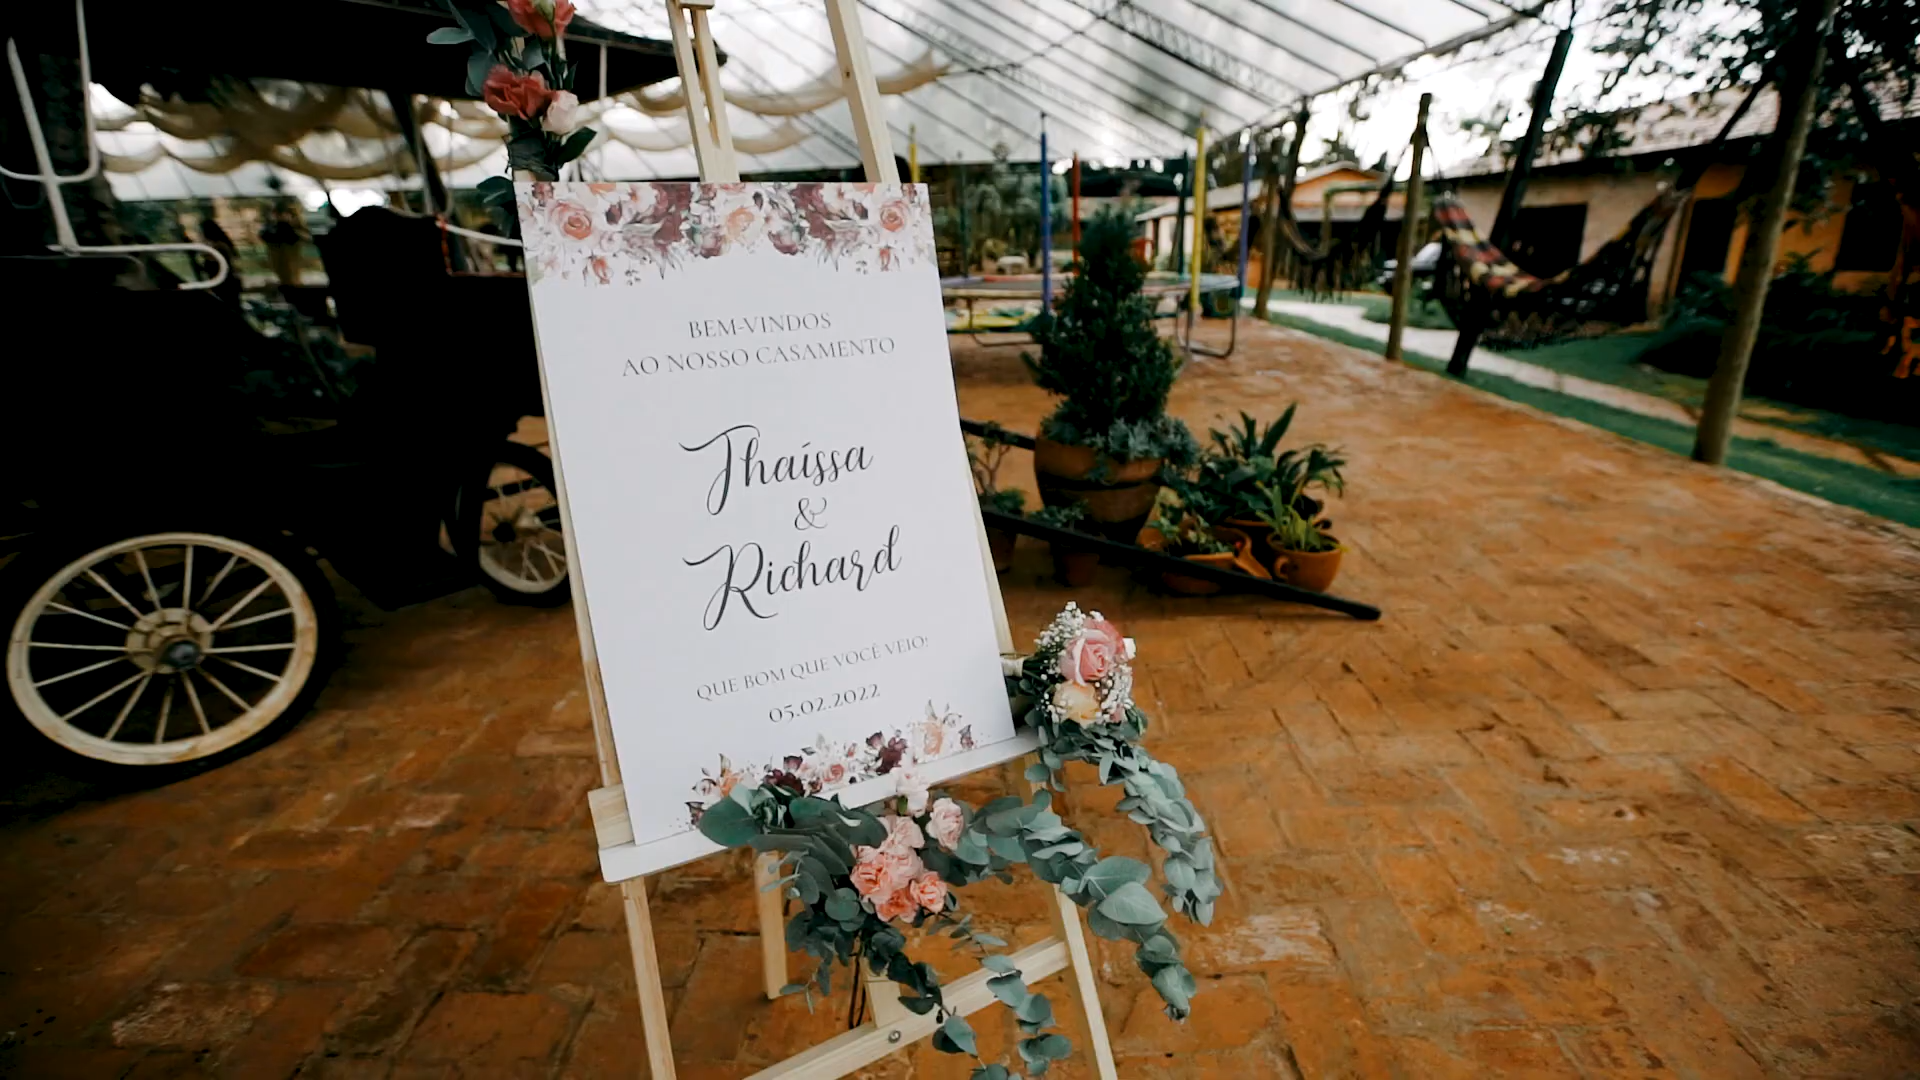 BEM-VINDOS
AO NOSSO CASAMENTO
Thaíssa
&
Richard
QUE BOM QUE VOCÊ VEIO!
05.02.2022